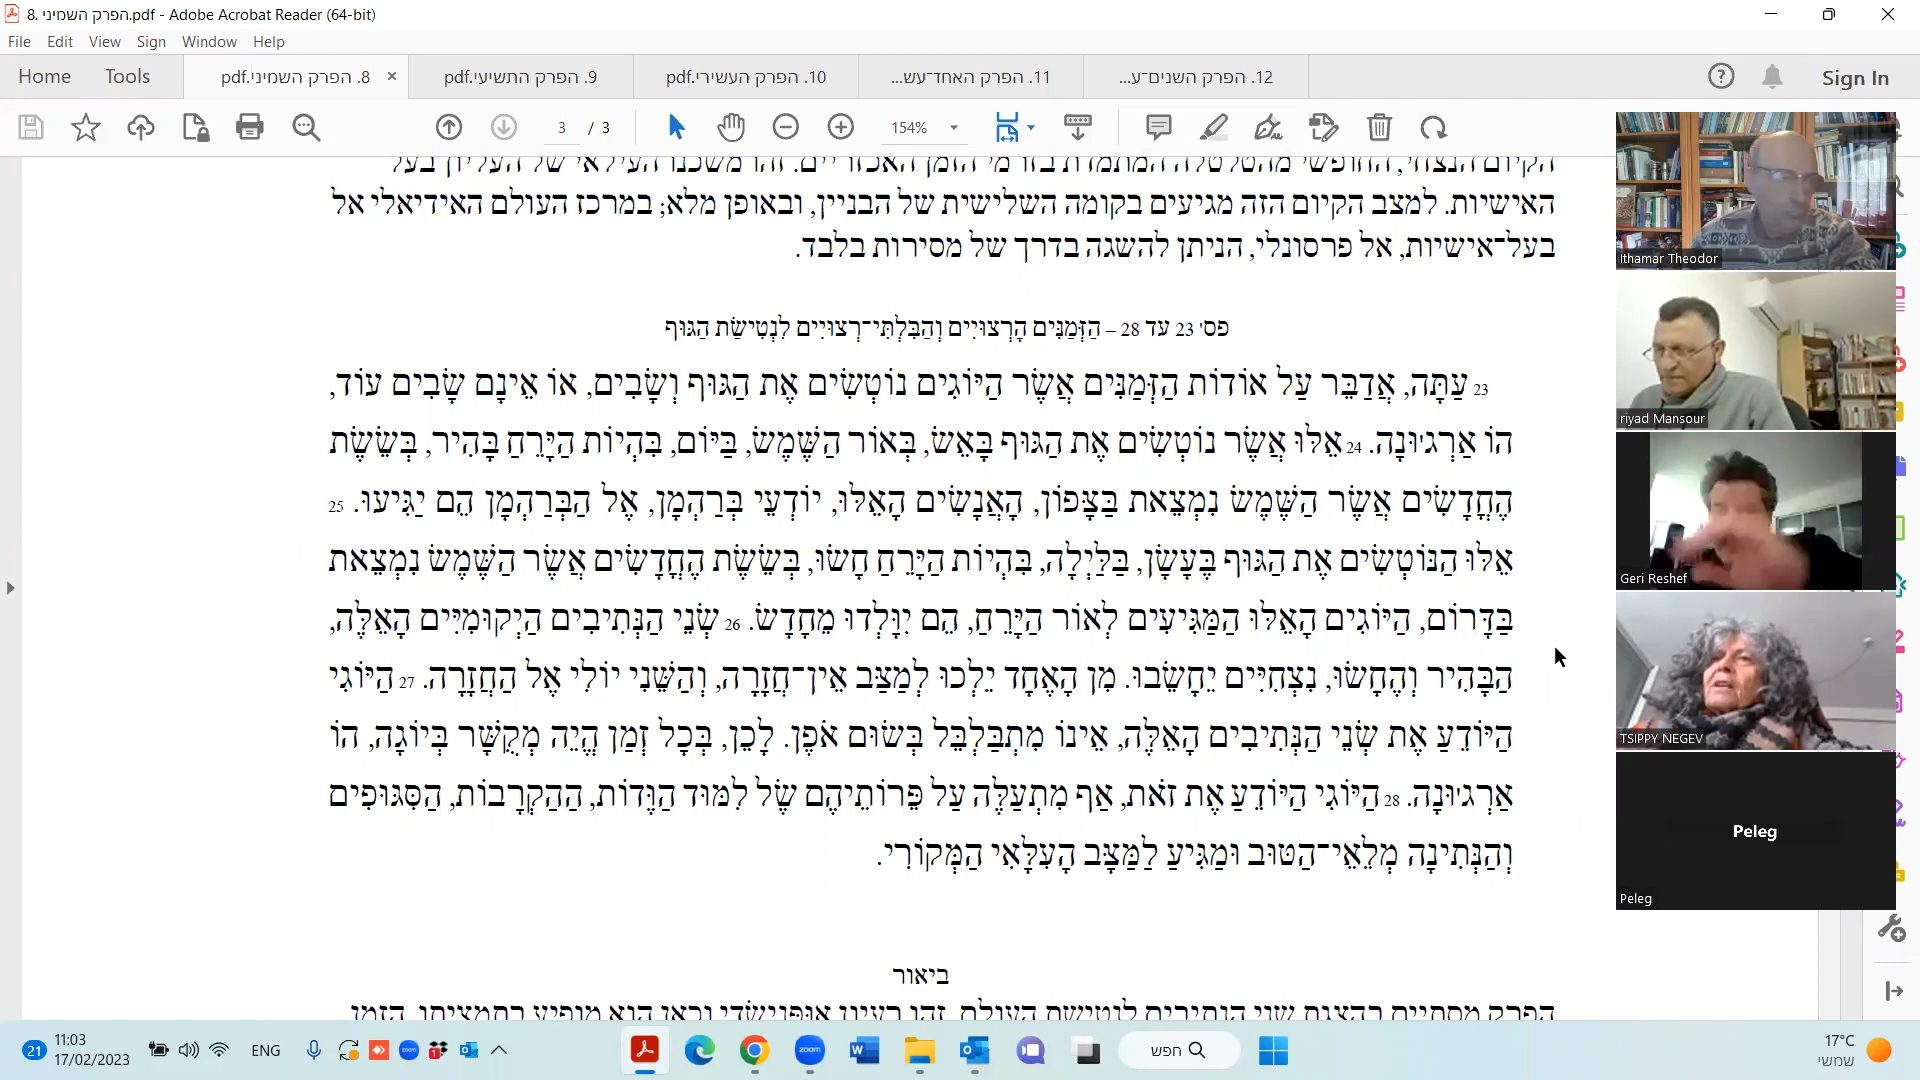 8. הפרק השמיני.pdf - Adobe Acrobat Reader (64-bit)
File Edit View Sign Window Help
Home Tools 8. הפרק השמיני.pdf 9. הפרק התשיעי.pdf 10. הפרק העשירי.pdf 11. הפרק האחד־עש... 12. הפרק השנים־ע... Sign In
3 / 3 154%
האישיות. למצב הקיום הזה מגיעים בקומה השלישית של הבניין, ובאופן מלא; במרכז העולם האידיאלי אל
בעל־אישיות, אל פרסונלי, הניתן להשגה בדרך של מסירות בלבד.
פס' 23 עד 28 – הַזְּמַנִּים הָרְצוּיִים וְהַבִּלְתִּי־רְצוּיִים לִנְטִישַׁת הַגּוּף
23 עַתָּה, אֲדַבֵּר עַל אוֹדוֹת הַזְּמַנִּים אֲשֶׁר הַיּוֹגִים נוֹטְשִׁים אֶת הַגּוּף וְשָׁבִים, אוֹ אֵינָם שָׁבִים עוֹד,
הוֹ אַרְג'וּנָה. 24 אֵלּוּ אֲשֶׁר נוֹטְשִׁים אֶת הַגּוּף בָּאֵשׁ, בְּאוֹר הַשֶּׁמֶשׁ, בַּיּוֹם, בִּהְיוֹת הַיָּרֵחַ בָּהִיר, בְּשֵׁשֶׁת
הֶחֳדָשִׁים אֲשֶׁר הַשֶּׁמֶשׁ נִמְצֵאת בַּצָּפוֹן, הָאֲנָשִׁים הָאֵלּוּ, יוֹדְעֵי בְּרַהְמָן, אֶל הַבְּרַהְמָן הֵם יַגִּיעוּ. 25
אֵלּוּ הַנּוֹטְשִׁים אֶת הַגּוּף בֶּעָשָׁן, בַּלַּיְלָה, בִּהְיוֹת הַיָּרֵחַ חָשׁוּךְ, בְּשֵׁשֶׁת הֶחֳדָשִׁים אֲשֶׁר הַשֶּׁמֶשׁ נִמְצֵאת
בַּדָּרוֹם, הַיּוֹגִים הָאֵלּוּ הַמַּגִּיעִים לְאוֹר הַיָּרֵחַ, הֵם יִוָּלְדוּ מֵחָדָשׁ. 26 שְׁנֵי הַנְּתִיבִים הַיְקוּמִיִּים הָאֵלֶּה,
הַבָּהִיר וְהֶחָשׁוּךְ, נִצְחִיִּים יֵחָשֵׁבוּ. מִן הָאֶחָד יֵלְכוּ לְמַצַּב אֵין־חֲזָרָה, וְהַשֵּׁנִי יוֹלִיךְ אֶל הַחֲזָרָה. 27 הַיּוֹגִי
הַיּוֹדֵעַ אֶת שְׁנֵי הַנְּתִיבִים הָאֵלֶּה, אֵינוֹ מִתְבַּלְבֵּל בְּשׁוּם אֹפֶן. לָכֵן, בְּכָל זְמַן הֱיֵה מְקֻשָּׁר בְּיוֹגָה, הוֹ
אַרְג'וּנָה. 28 הַיּוֹגִי הַיּוֹדֵעַ אֶת זֹאת, אַף מִתְעַלֶּה עַל פֵּרוֹתֵיהֶם שֶׁל לִמּוּד הַוֶּדוֹת, הַהַקְרָבוֹת, הַסִּגּוּפִים
וְהַנְּתִינָה מְלֵאֵי־הַטּוּב וּמַגִּיעַ לַמַּצָּב הָעִלָּאִי הַמְּקוֹרִי.
ביאור
Ithamar Theodor
riyad Mansour
Geri Reshef
TSIPPY NEGEV
Peleg
Peleg
21 11:03 17/02/2023 ENG חפש 17°C שמשי